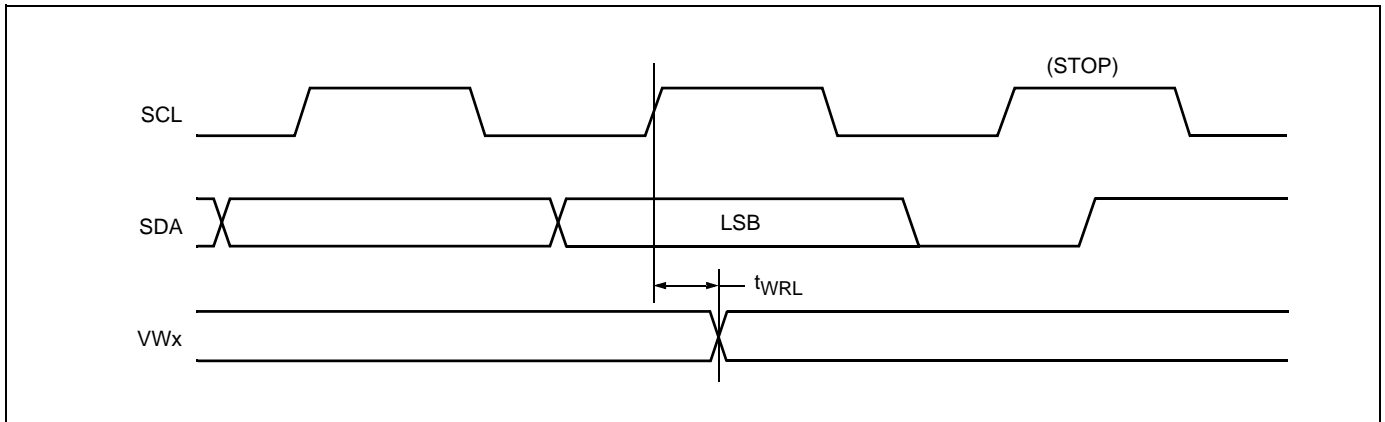 (STOP)
SCL
SDA
LSB
tWRL
VWx